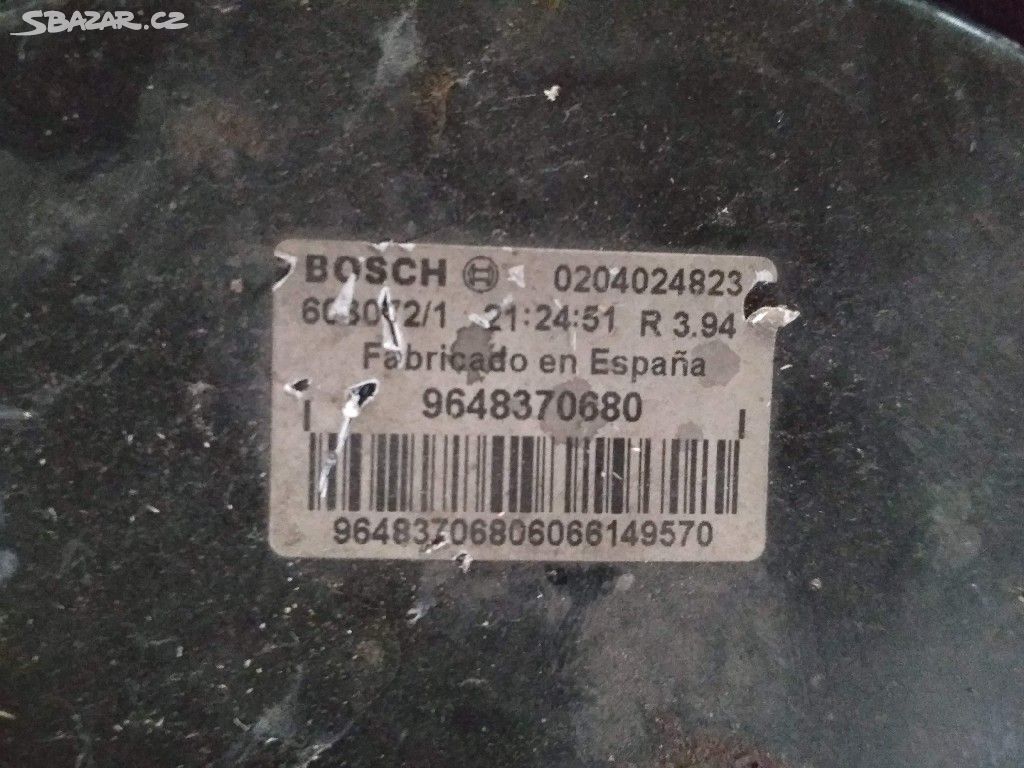 SBAZAR.CZ
BOSCH 0204024823
21:24:51 R 3.94
Fabricado en España
9648370680
96483706806066149570